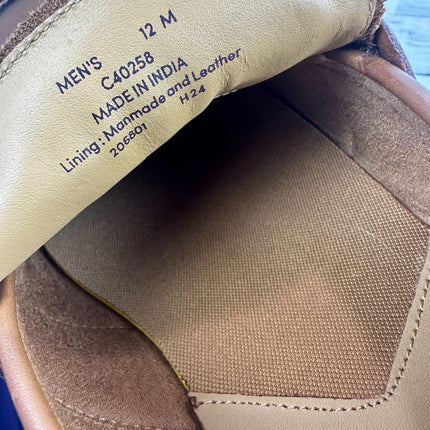 MEN'S 12 M
C40258
MADE IN INDIA
Lining: Manmade and Leather
206801 H24